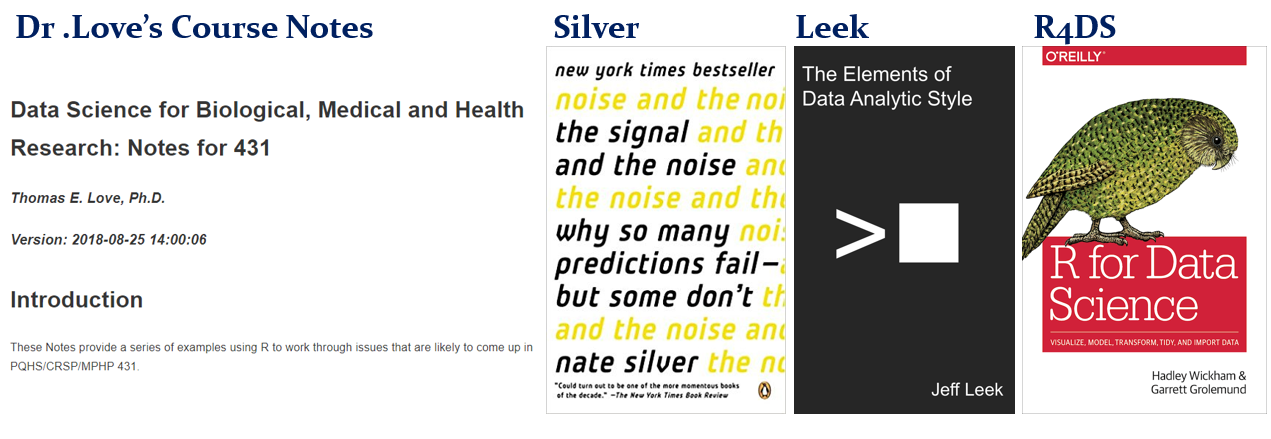 Dr .Love's Course Notes
Data Science for Biological, Medical and Health
Research: Notes for 431
Thomas E. Love, Ph.D.
Version: 2018-08-25 14:00:06
Introduction
These Notes provide a series of examples using R to work through issues that are likely to come up in
PQHS/CRSP/MPHP 431.
Silver
new york times bestseller
noise and the noi
the signal and th
and the noise and
the noise and the
why so many nois
predictions fail—a
but some don't th
and the noise and
nate silver the no
"Could turn out to be one of the more momentous books
of the decade." —The New York Times Book Review
Leek
The Elements of
Data Analytic Style
>
Jeff Leek
R4DS
O'REILLY®
R for Data
Science
VISUALIZE, MODEL, TRANSFORM, TIDY, AND IMPORT DATA
Hadley Wickham &
Garrett Grolemund